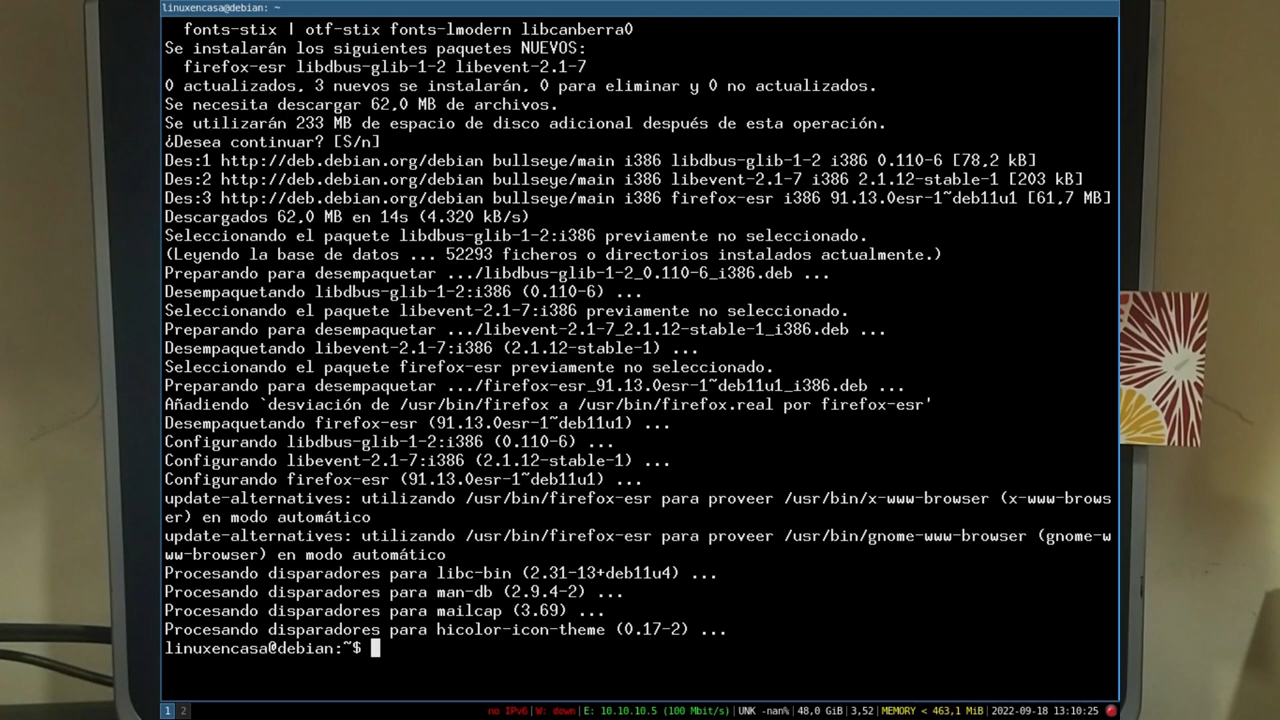 linuxencasa@debian: ~
fonts-stix | otf-stix fonts-lmodern libcanberra0
Se instalarán los siguientes paquetes NUEVOS:
firefox-esr libdbus-glib-1-2 libevent-2.1-7
0 actualizados, 3 nuevos se instalarán, 0 para eliminar y 0 no actualizados.
Se necesita descargar 62,0 MB de archivos.
Se utilizarán 233 MB de espacio de disco adicional después de esta operación.
¿Desea continuar? [S/n]
Des:1 http://deb.debian.org/debian bullseye/main i386 libdbus-glib-1-2 i386 0.110-6 [78,2 kB]
Des:2 http://deb.debian.org/debian bullseye/main i386 libevent-2.1-7 i386 2.1.12-stable-1 [203 kB]
Des:3 http://deb.debian.org/debian bullseye/main i386 firefox-esr i386 91.13.0esr-1~deb11u1 [61,7 MB]
Descargados 62,0 MB en 14s (4.320 kB/s)
Seleccionando el paquete libdbus-glib-1-2:i386 previamente no seleccionado.
(Leyendo la base de datos ... 52293 ficheros o directorios instalados actualmente.)
Preparando para desempaquetar .../libdbus-glib-1-2_0.110-6_i386.deb ...
Desempaquetando libdbus-glib-1-2:i386 (0.110-6) ...
Seleccionando el paquete libevent-2.1-7:i386 previamente no seleccionado.
Preparando para desempaquetar .../libevent-2.1-7_2.1.12-stable-1_i386.deb ...
Desempaquetando libevent-2.1-7:i386 (2.1.12-stable-1) ...
Seleccionando el paquete firefox-esr previamente no seleccionado.
Preparando para desempaquetar .../firefox-esr_91.13.0esr-1~deb11u1_i386.deb ...
Añadiendo `desviación de /usr/bin/firefox a /usr/bin/firefox.real por firefox-esr'
Desempaquetando firefox-esr (91.13.0esr-1~deb11u1) ...
Configurando libdbus-glib-1-2:i386 (0.110-6) ...
Configurando libevent-2.1-7:i386 (2.1.12-stable-1) ...
Configurando firefox-esr (91.13.0esr-1~deb11u1) ...
update-alternatives: utilizando /usr/bin/firefox-esr para proveer /usr/bin/x-www-browser (x-www-brows
er) en modo automático
update-alternatives: utilizando /usr/bin/firefox-esr para proveer /usr/bin/gnome-www-browser (gnome-w
ww-browser) en modo automático
Procesando disparadores para libc-bin (2.31-13+deb11u4) ...
Procesando disparadores para man-db (2.9.4-2) ...
Procesando disparadores para mailcap (3.69) ...
Procesando disparadores para hicolor-icon-theme (0.17-2) ...
linuxencasa@debian:~$
1 2 no IPv6|W: down|E: 10.10.10.5 (100 Mbit/s)|UNK -nan%|48,0 GiB|3,52|MEMORY < 463,1 MiB|2022-09-18 13:10:25